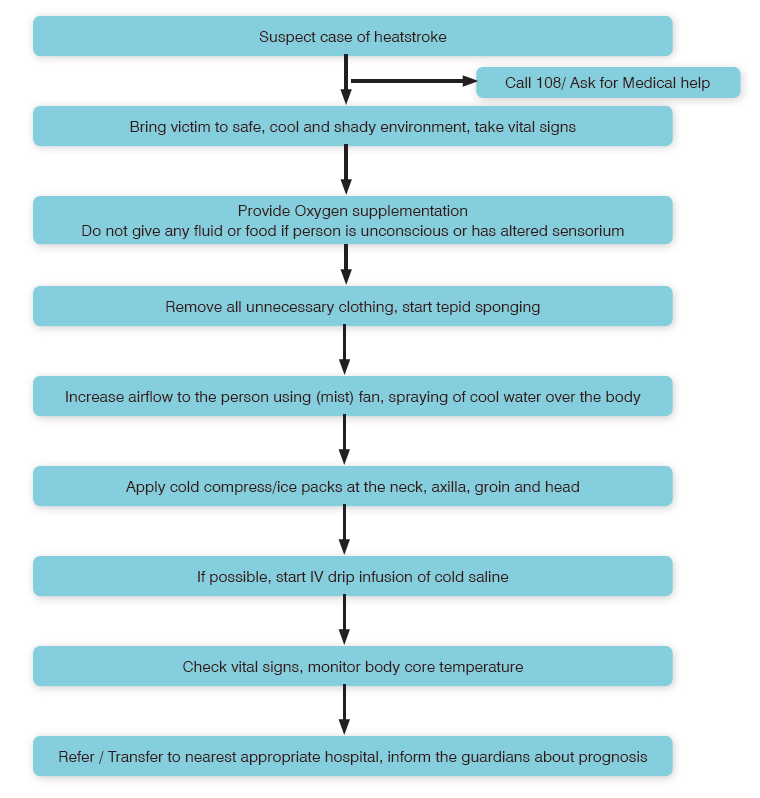 Suspect case of heatstroke
Call 108/ Ask for Medical help
Bring victim to safe, cool and shady environment, take vital signs
Provide Oxygen supplementation
Do not give any fluid or food if person is unconscious or has altered sensorium
Remove all unnecessary clothing, start tepid sponging
Increase airflow to the person using (mist) fan, spraying of cool water over the body
Apply cold compress/ice packs at the neck, axilla, groin and head
If possible, start IV drip infusion of cold saline
Check vital signs, monitor body core temperature
Refer / Transfer to nearest appropriate hospital, inform the guardians about prognosis